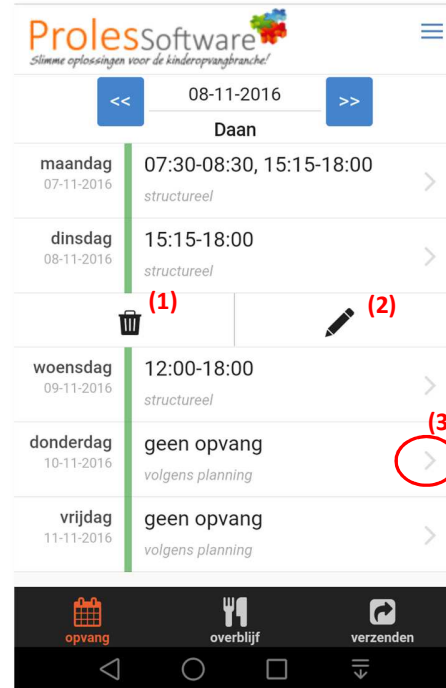 ProlesSoftware
Slimme oplossingen voor de kinderopvangbranche!
<< 08-11-2016 >>
Daan
maandag 07:30-08:30, 15:15-18:00
07-11-2016 structureel
dinsdag 15:15-18:00
08-11-2016 structureel
(1) (2)
woensdag 12:00-18:00
09-11-2016 structureel
(3
donderdag geen opvang
10-11-2016 volgens planning
vrijdag geen opvang
11-11-2016 volgens planning
opvang overblijf verzenden